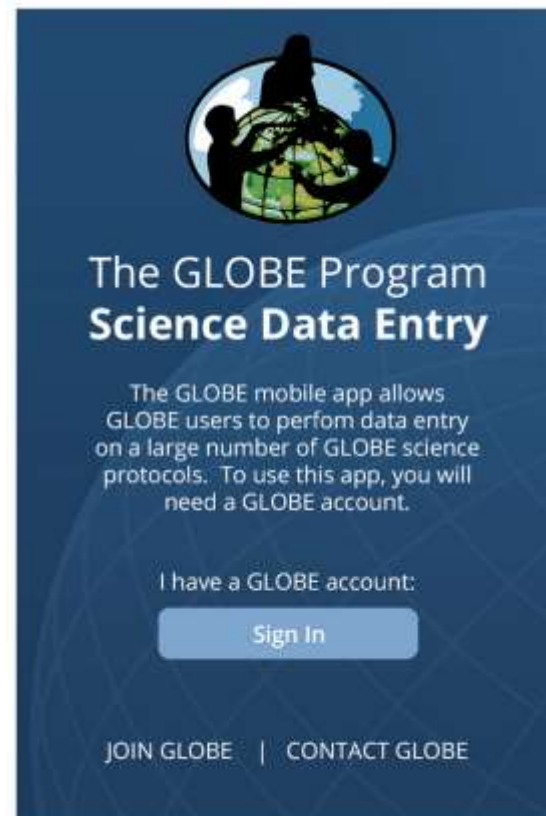 The GLOBE Program
Science Data Entry
The GLOBE mobile app allows
GLOBE users to perfom data entry
on a large number of GLOBE science
protocols. To use this app, you will
need a GLOBE account.
I have a GLOBE account:
Sign In
JOIN GLOBE | CONTACT GLOBE